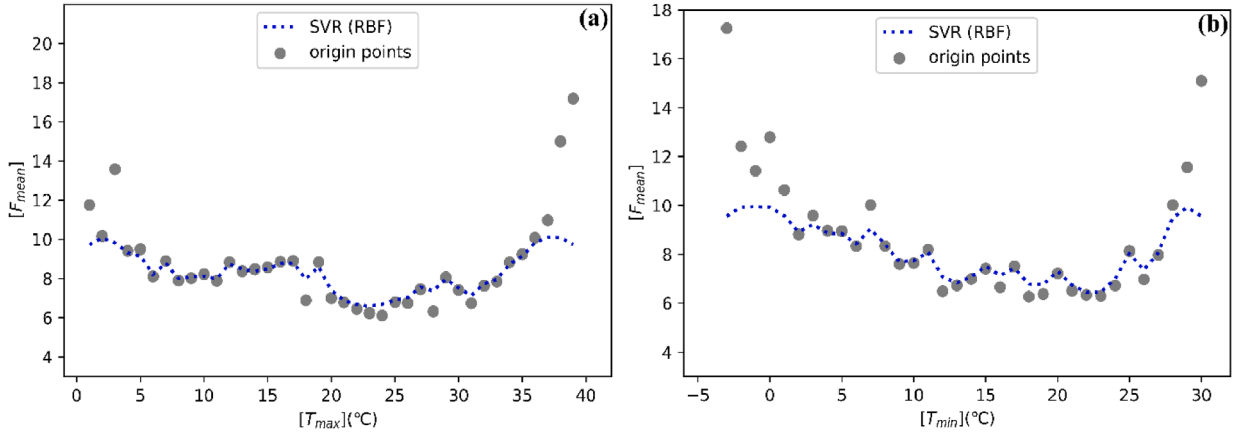 (a)
SVR (RBF)
origin points
22
20
18
16
14
12
10
8
6
4
[F_mean]
0 5 10 15 20 25 30 35 40
[T_max](℃)
(b)
SVR (RBF)
origin points
18
16
14
12
10
8
6
4
[F_mean]
−5 0 5 10 15 20 25 30
[T_min](℃)